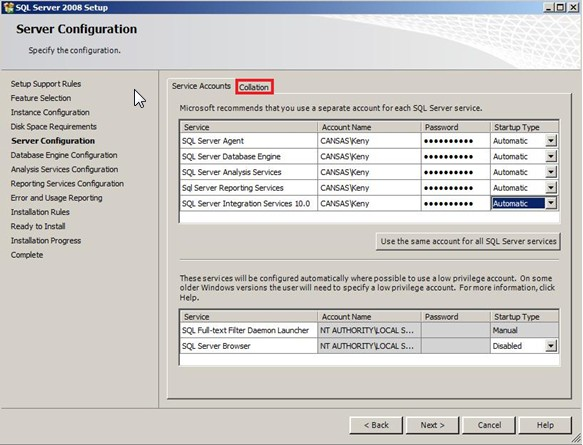 SQL Server 2008 Setup
Server Configuration
Specify the configuration.
Setup Support Rules
Feature Selection
Instance Configuration
Disk Space Requirements
Server Configuration
Database Engine Configuration
Analysis Services Configuration
Reporting Services Configuration
Error and Usage Reporting
Installation Rules
Ready to Install
Installation Progress
Complete
Service Accounts Collation
Microsoft recommends that you use a separate account for each SQL Server service.
Service Account Name Password Startup Type
SQL Server Agent CANSAS\Keny ●●●●●●●●●● Automatic
SQL Server Database Engine CANSAS\Keny ●●●●●●●●●● Automatic
SQL Server Analysis Services CANSAS\Keny ●●●●●●●●●● Automatic
Sql Server Reporting Services CANSAS\Keny ●●●●●●●●●● Automatic
SQL Server Integration Services 10.0 CANSAS\Keny ●●●●●●●●●● Automatic
Use the same account for all SQL Server services
These services will be configured automatically where possible to use a low privilege account. On some
older Windows versions the user will need to specify a low privilege account. For more information, click
Help.
Service Account Name Password Startup Type
SQL Full-text Filter Daemon Launcher NT AUTHORITY\LOCAL S... Manual
SQL Server Browser NT AUTHORITY\LOCAL S... Disabled
< Back Next > Cancel Help